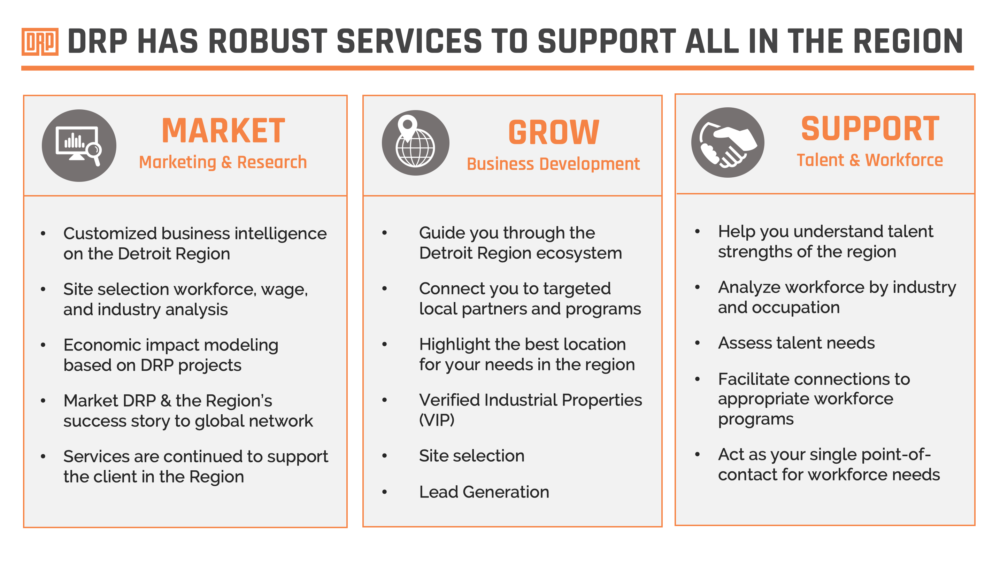 DRP DRP HAS ROBUST SERVICES TO SUPPORT ALL IN THE REGION
MARKET
Marketing & Research
• Customized business intelligence
on the Detroit Region
• Site selection workforce, wage,
and industry analysis
• Economic impact modeling
based on DRP projects
• Market DRP & the Region’s
success story to global network
• Services are continued to support
the client in the Region
GROW
Business Development
• Guide you through the
Detroit Region ecosystem
• Connect you to targeted
local partners and programs
• Highlight the best location
for your needs in the region
• Verified Industrial Properties
(VIP)
• Site selection
• Lead Generation
SUPPORT
Talent & Workforce
• Help you understand talent
strengths of the region
• Analyze workforce by industry
and occupation
• Assess talent needs
• Facilitate connections to
appropriate workforce
programs
• Act as your single point-of-
contact for workforce needs